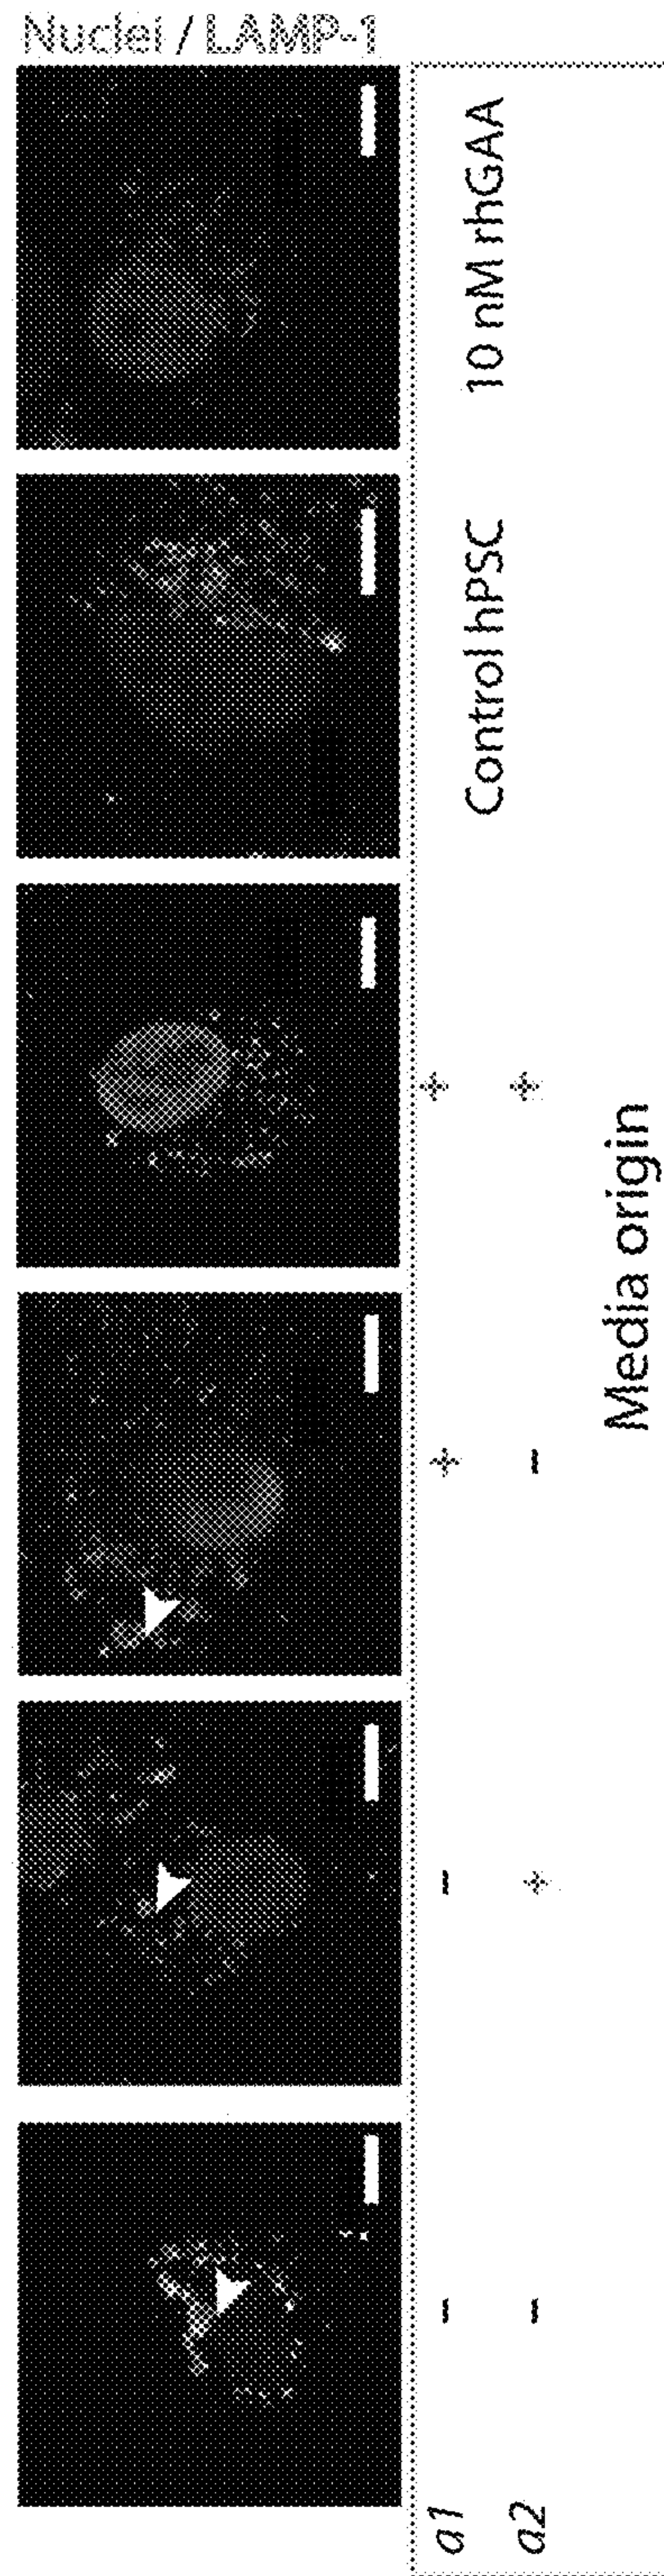 Nuclei / LAMP-1
a1 - - + + Control hPSC 10 nM rhGAA
a2 - + - +
Media origin